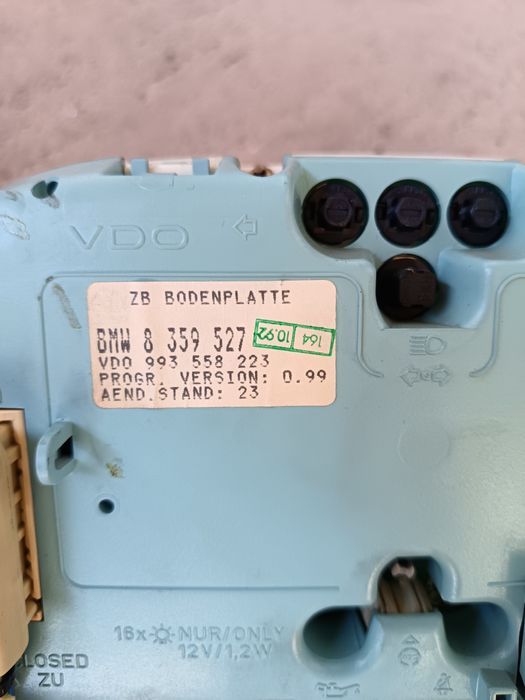 VDO
ZB BODENPLATTE
BMW 8 359 527
10.92 164
VDO 993 558 223
PROGR. VERSION: 0.99
AEND.STAND: 23
16x NUR/ONLY
12V/1,2W
LOSED
ZU